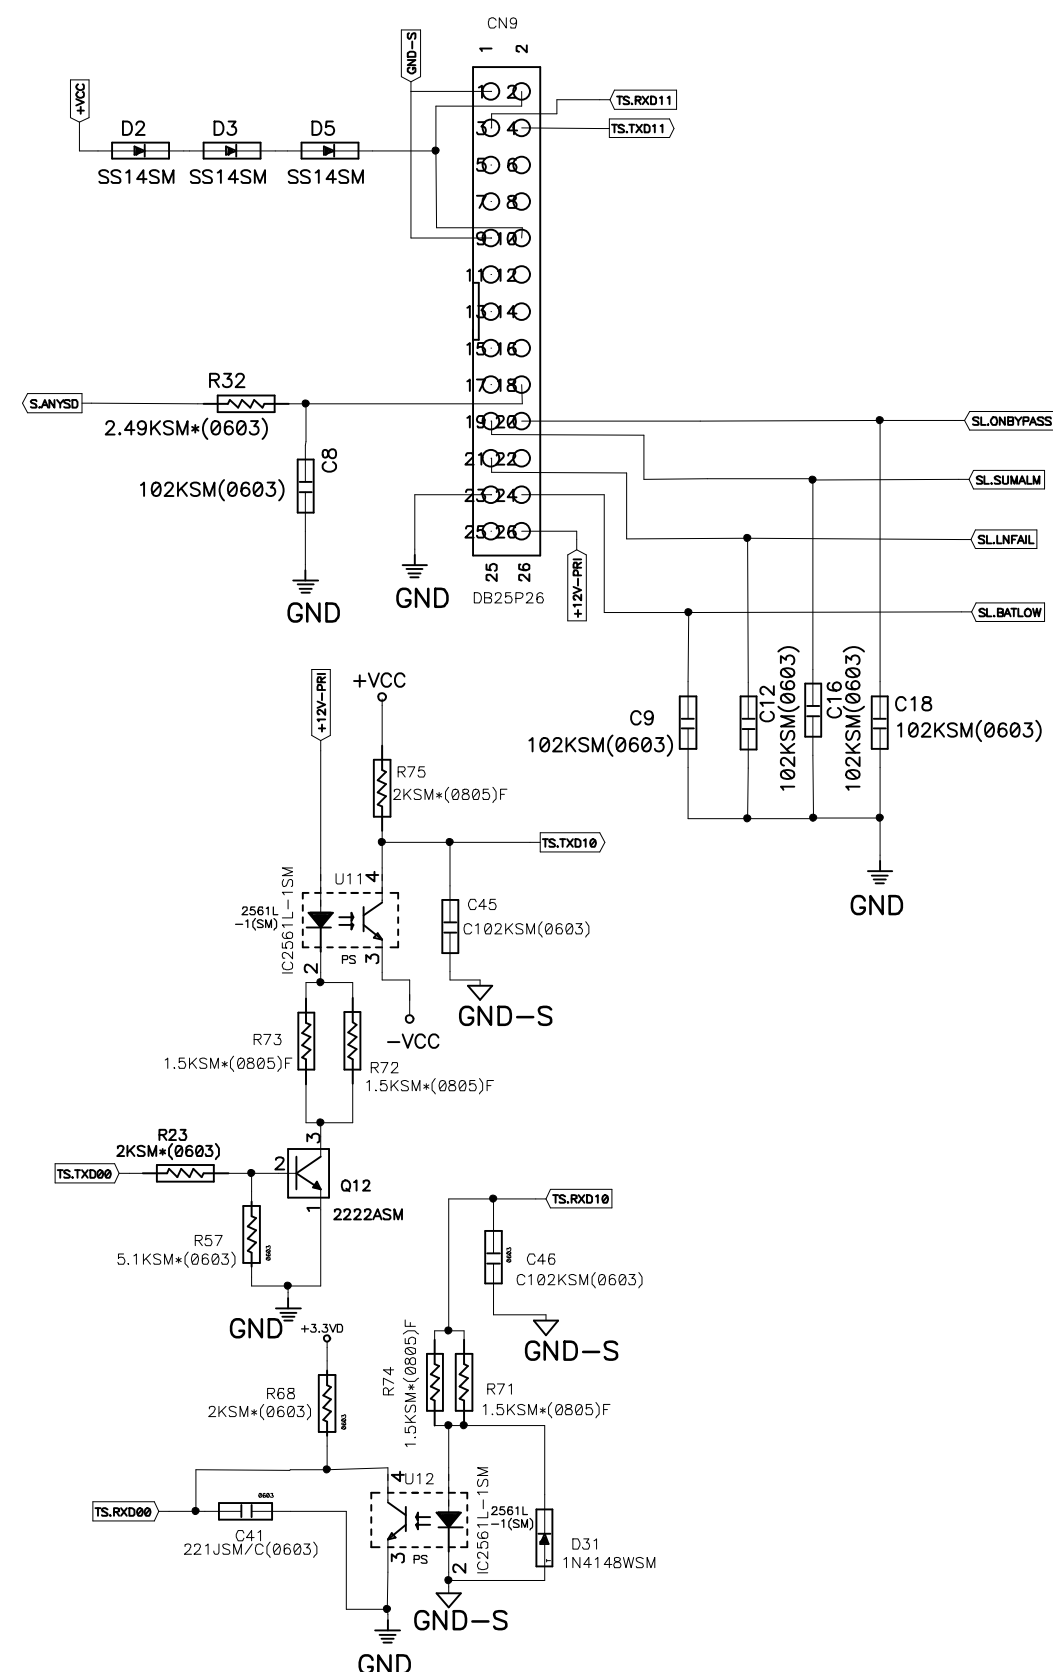 CN9
1 2
GND-S
+VCC
1 2
TS.RXD11
D2 D3 D5
3 4
TS.TXD11
SS14SM SS14SM SS14SM
5 6
7 8
9 10
11 12
13 14
15 16
R32
17 18
S.ANYSD
2.49KSM*(0603)
19 20
SL.ONBYPASS
C8
21 22
102KSM(0603)
SL.SUMALM
23 24
25 26
SL.LNFAIL
25 26
+12V-PRI
GND
GND
DB25P26
SL.BATLOW
+12V-PRI
+VCC
C9
102KSM(0603)
C12
102KSM(0603)
C16
102KSM(0603)
C18
102KSM(0603)
R75
2KSM*(0805)F
TS.TXD10
GND
U11
4
IC2561L-1SM
2561L
-1(SM)
C45
C102KSM(0603)
2
PS
3
GND-S
-VCC
R73
1.5KSM*(0805)F
R72
1.5KSM*(0805)F
R23
2KSM*(0603)
3
TS.TXD00
2
Q12
1
2222ASM
TS.RXD10
R57
5.1KSM*(0603)
0603
0603
C46
C102KSM(0603)
GND
+3.3VD
GND-S
R68
2KSM*(0603)
0603
R74
1.5KSM*(0805)F
R71
1.5KSM*(0805)F
4
U12
TS.RXD00
0603
C41
221JSM/C(0603)
2561L
-1(SM)
IC2561L-1SM
3
PS
2
D31
1N4148WSM
T
GND-S
GND